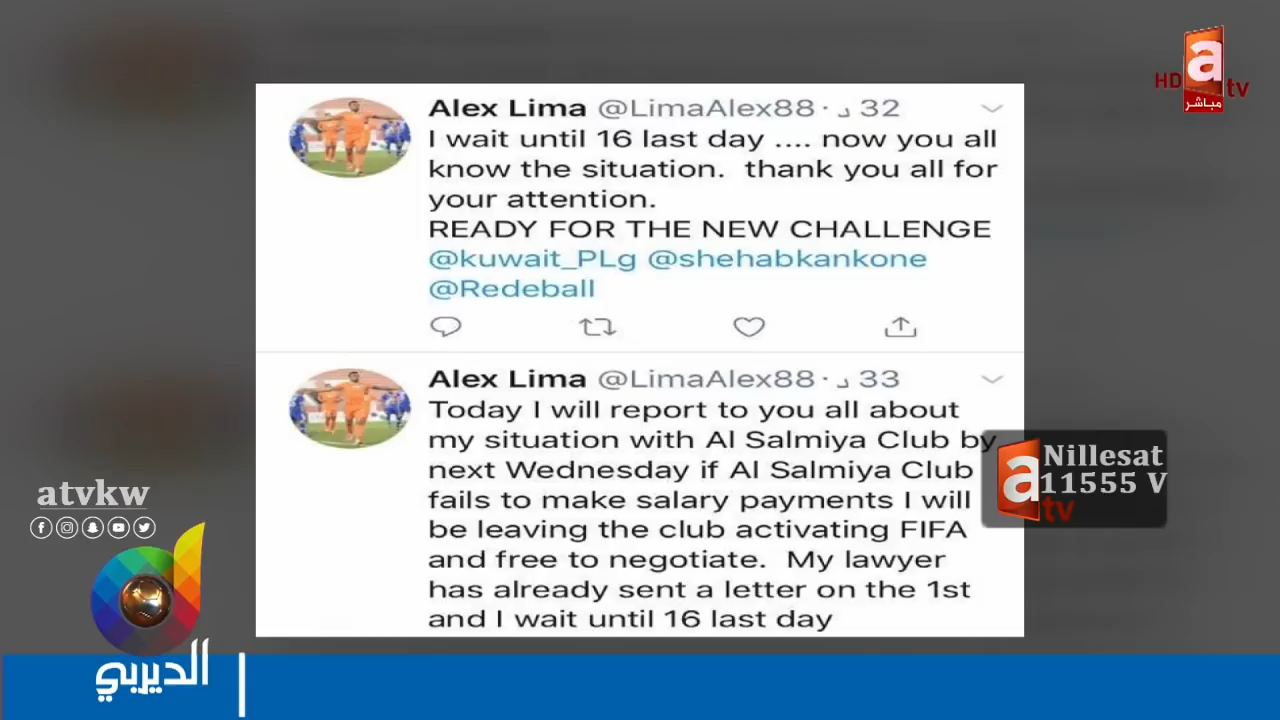 HD a tv
مباشر
Alex Lima @LimaAlex88 · 32 د
I wait until 16 last day .... now you all
know the situation.  thank you all for
your attention.
READY FOR THE NEW CHALLENGE
@kuwait_PLg @shehabkankone
@Redeball
Alex Lima @LimaAlex88 · 33 د
Today I will report to you all about
my situation with Al Salmiya Club by
next Wednesday if Al Salmiya Club
fails to make salary payments I will
be leaving the club activating FIFA
and free to negotiate.  My lawyer
has already sent a letter on the 1st
and I wait until 16 last day
a tv
Nillesat
11555 V
atvkw
الديربي